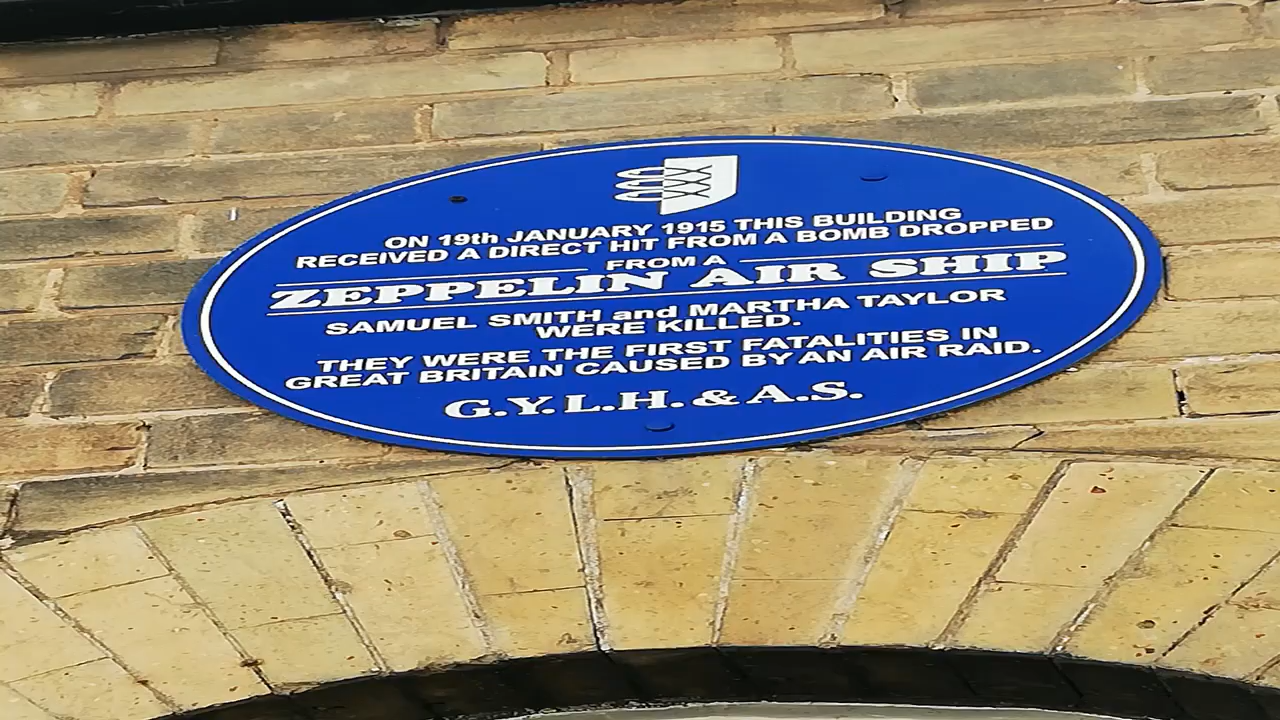 ON 19th JANUARY 1915 THIS BUILDING
RECEIVED A DIRECT HIT FROM A BOMB DROPPED
FROM A
ZEPPELIN AIR SHIP
SAMUEL SMITH and MARTHA TAYLOR
WERE KILLED.
THEY WERE THE FIRST FATALITIES IN
GREAT BRITAIN CAUSED BY AN AIR RAID.
G.Y.L.H. & A.S.